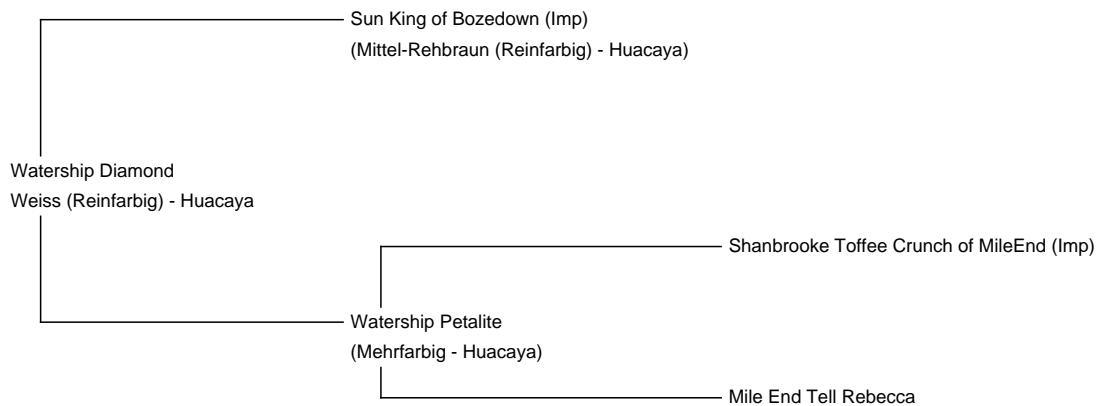 Sun King of Bozedown (Imp)
(Mittel-Rehbraun (Reinfarbig) - Huacaya)
Watership Diamond
Weiss (Reinfarbig) - Huacaya
Shanbrooke Toffee Crunch of MileEnd (Imp)
Watership Petalite
(Mehrfarbig - Huacaya)
Mile End Tell Rebecca